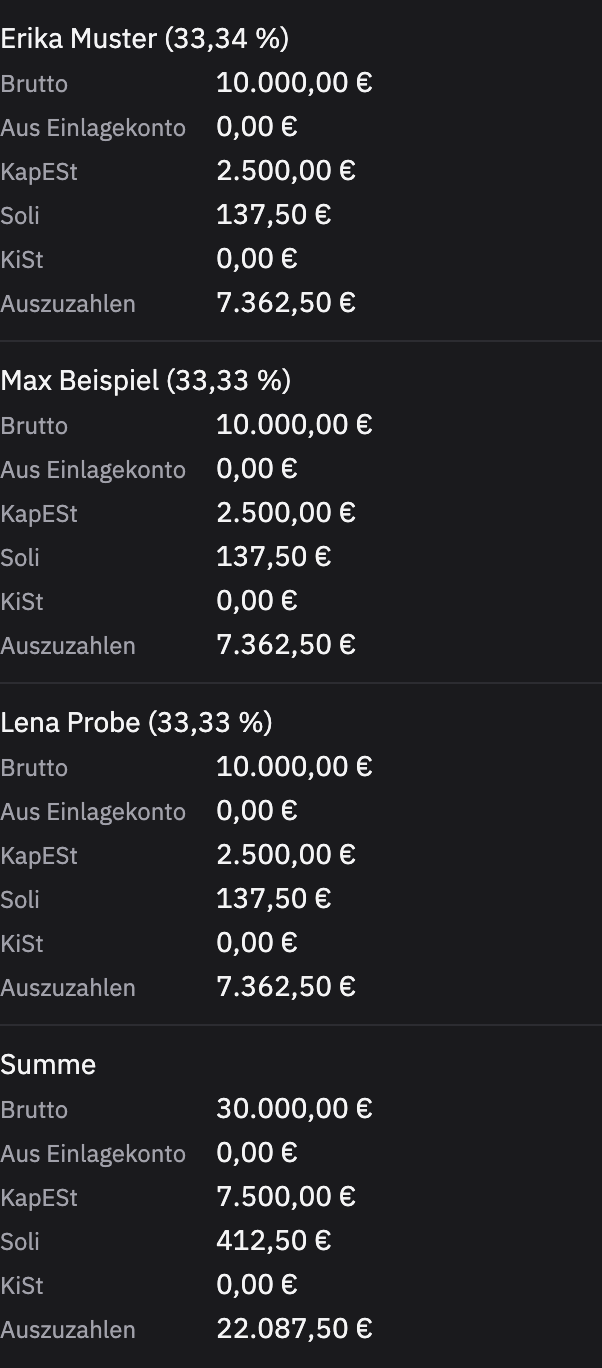 Erika Muster (33,34 %)
Brutto 10.000,00 €
Aus Einlagekonto 0,00 €
KapESt 2.500,00 €
Soli 137,50 €
KiSt 0,00 €
Auszuzahlen 7.362,50 €
Max Beispiel (33,33 %)
Brutto 10.000,00 €
Aus Einlagekonto 0,00 €
KapESt 2.500,00 €
Soli 137,50 €
KiSt 0,00 €
Auszuzahlen 7.362,50 €
Lena Probe (33,33 %)
Brutto 10.000,00 €
Aus Einlagekonto 0,00 €
KapESt 2.500,00 €
Soli 137,50 €
KiSt 0,00 €
Auszuzahlen 7.362,50 €
Summe
Brutto 30.000,00 €
Aus Einlagekonto 0,00 €
KapESt 7.500,00 €
Soli 412,50 €
KiSt 0,00 €
Auszuzahlen 22.087,50 €